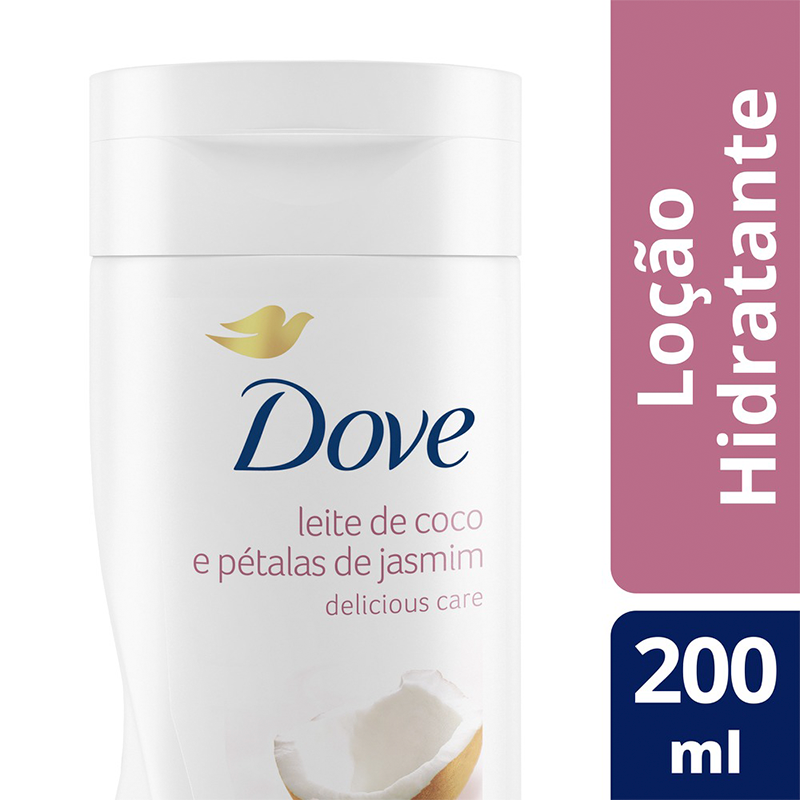 Dove
leite de coco
e pétalas de jasmim
delicious care
Loção
Hidratante
200
ml